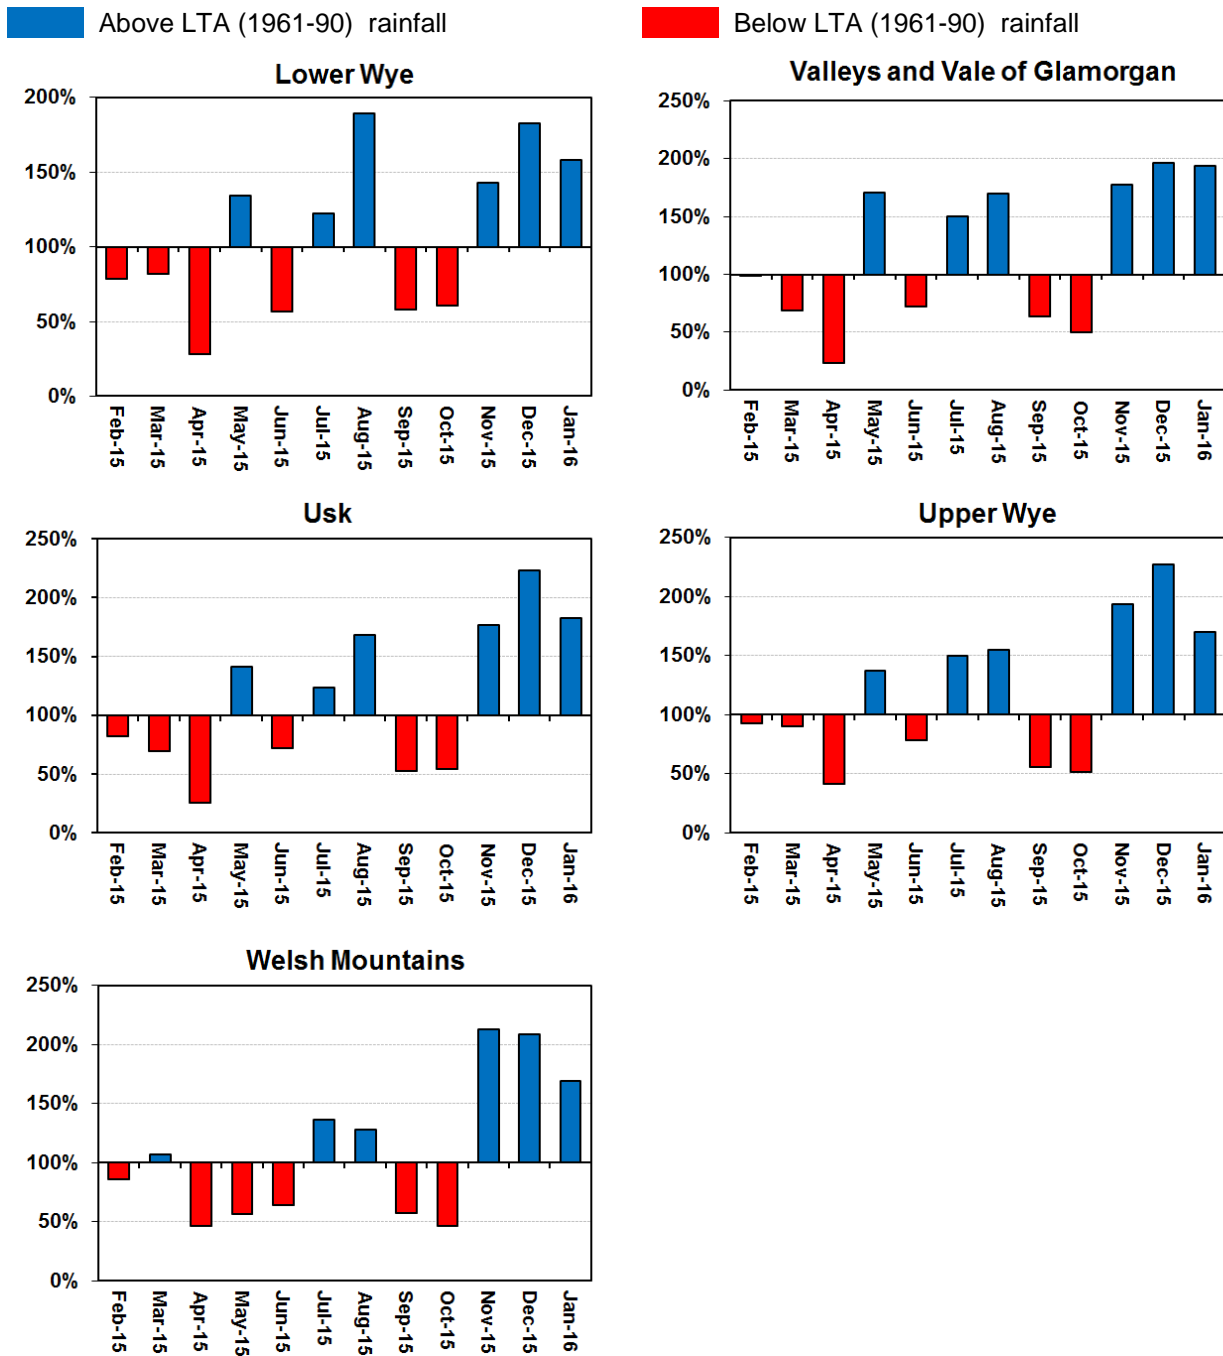 Above LTA (1961-90) rainfall
Below LTA (1961-90) rainfall
Lower Wye
200%
150%
100%
50%
0%
Feb-15
Mar-15
Apr-15
May-15
Jun-15
Jul-15
Aug-15
Sep-15
Oct-15
Nov-15
Dec-15
Jan-16
Valleys and Vale of Glamorgan
250%
200%
150%
100%
50%
0%
Feb-15
Mar-15
Apr-15
May-15
Jun-15
Jul-15
Aug-15
Sep-15
Oct-15
Nov-15
Dec-15
Jan-16
Usk
250%
200%
150%
100%
50%
0%
Feb-15
Mar-15
Apr-15
May-15
Jun-15
Jul-15
Aug-15
Sep-15
Oct-15
Nov-15
Dec-15
Jan-16
Upper Wye
250%
200%
150%
100%
50%
0%
Feb-15
Mar-15
Apr-15
May-15
Jun-15
Jul-15
Aug-15
Sep-15
Oct-15
Nov-15
Dec-15
Jan-16
Welsh Mountains
250%
200%
150%
100%
50%
0%
Feb-15
Mar-15
Apr-15
May-15
Jun-15
Jul-15
Aug-15
Sep-15
Oct-15
Nov-15
Dec-15
Jan-16